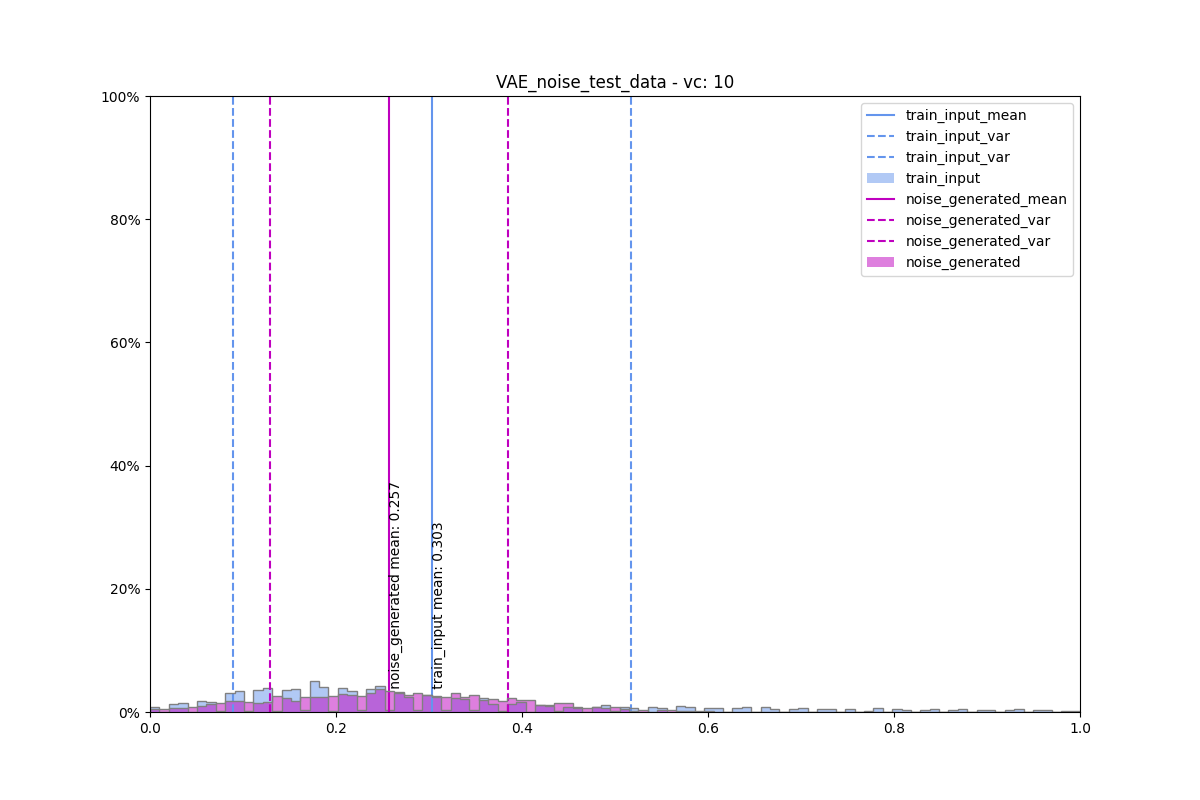 VAE_noise_test_data - vc: 10
100%
80%
60%
40%
20%
0%
train_input_mean
train_input_var
train_input_var
train_input
noise_generated_mean
noise_generated_var
noise_generated_var
noise_generated
noise_generated mean: 0.257
train_input mean: 0.303
0.0 0.2 0.4 0.6 0.8 1.0